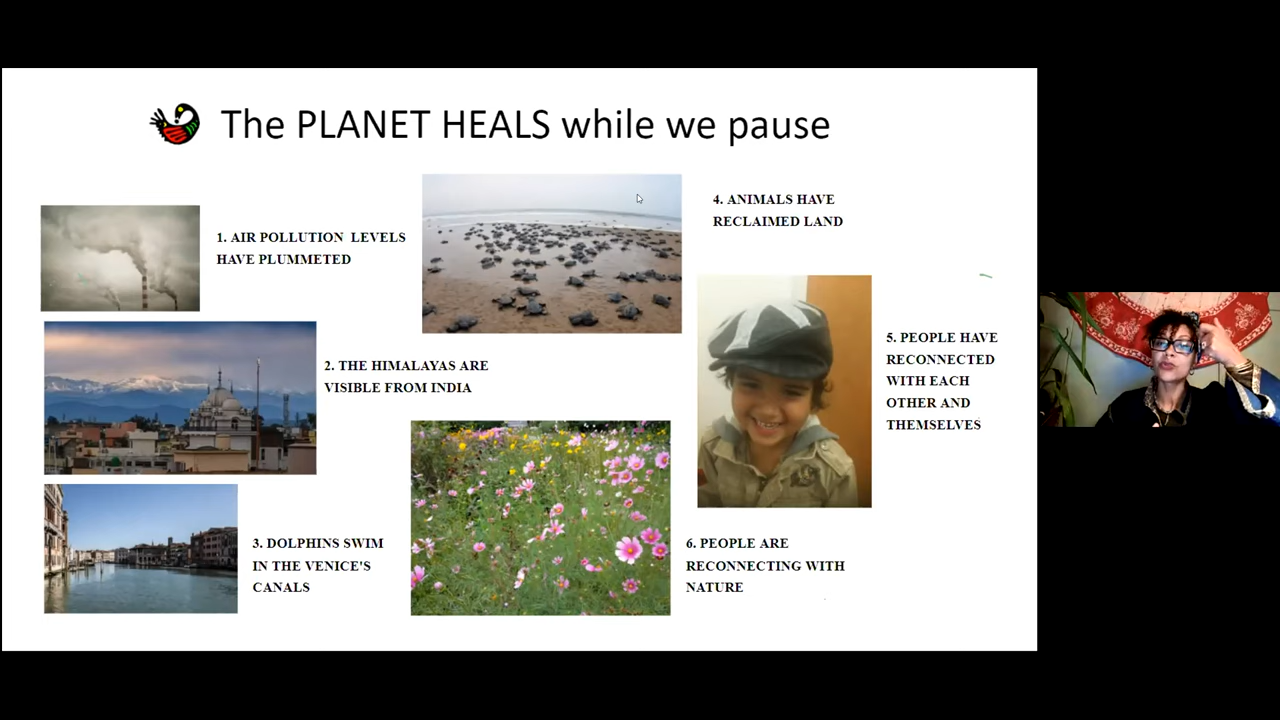 The PLANET HEALS while we pause
1. AIR POLLUTION LEVELS
HAVE PLUMMETED
2. THE HIMALAYAS ARE
VISIBLE FROM INDIA
3. DOLPHINS SWIM
IN THE VENICE'S
CANALS
4. ANIMALS HAVE
RECLAIMED LAND
5. PEOPLE HAVE
RECONNECTED
WITH EACH
OTHER AND
THEMSELVES
6. PEOPLE ARE
RECONNECTING WITH
NATURE